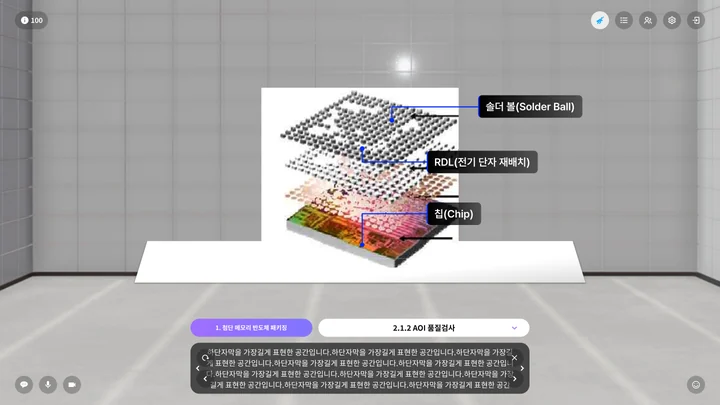 100
솔더 볼(Solder Ball)
RDL(전기 단자 재배치)
칩(Chip)
1. 첨단 메모리 반도체 패키징
2.1.2 AOI 품질검사
하단자막을 가장길게 표현한 공간입니다.하단자막을 가장길게 표현한 공간입니다.하단자막을 가장길게
표현한 공간입니다.하단자막을 가장길게 표현한 공간입니다.하단자막을 가장길게 표현한 공간입니다.
하단자막을 가장길게 표현한 공간입니다.하단자막을 가장길게 표현한 공간입니다.하단자막을 가장길
게 표현한 공간입니다.하단자막을 가장길게 표현한 공간입니다.하단자막을 가장길게 표현한 공간